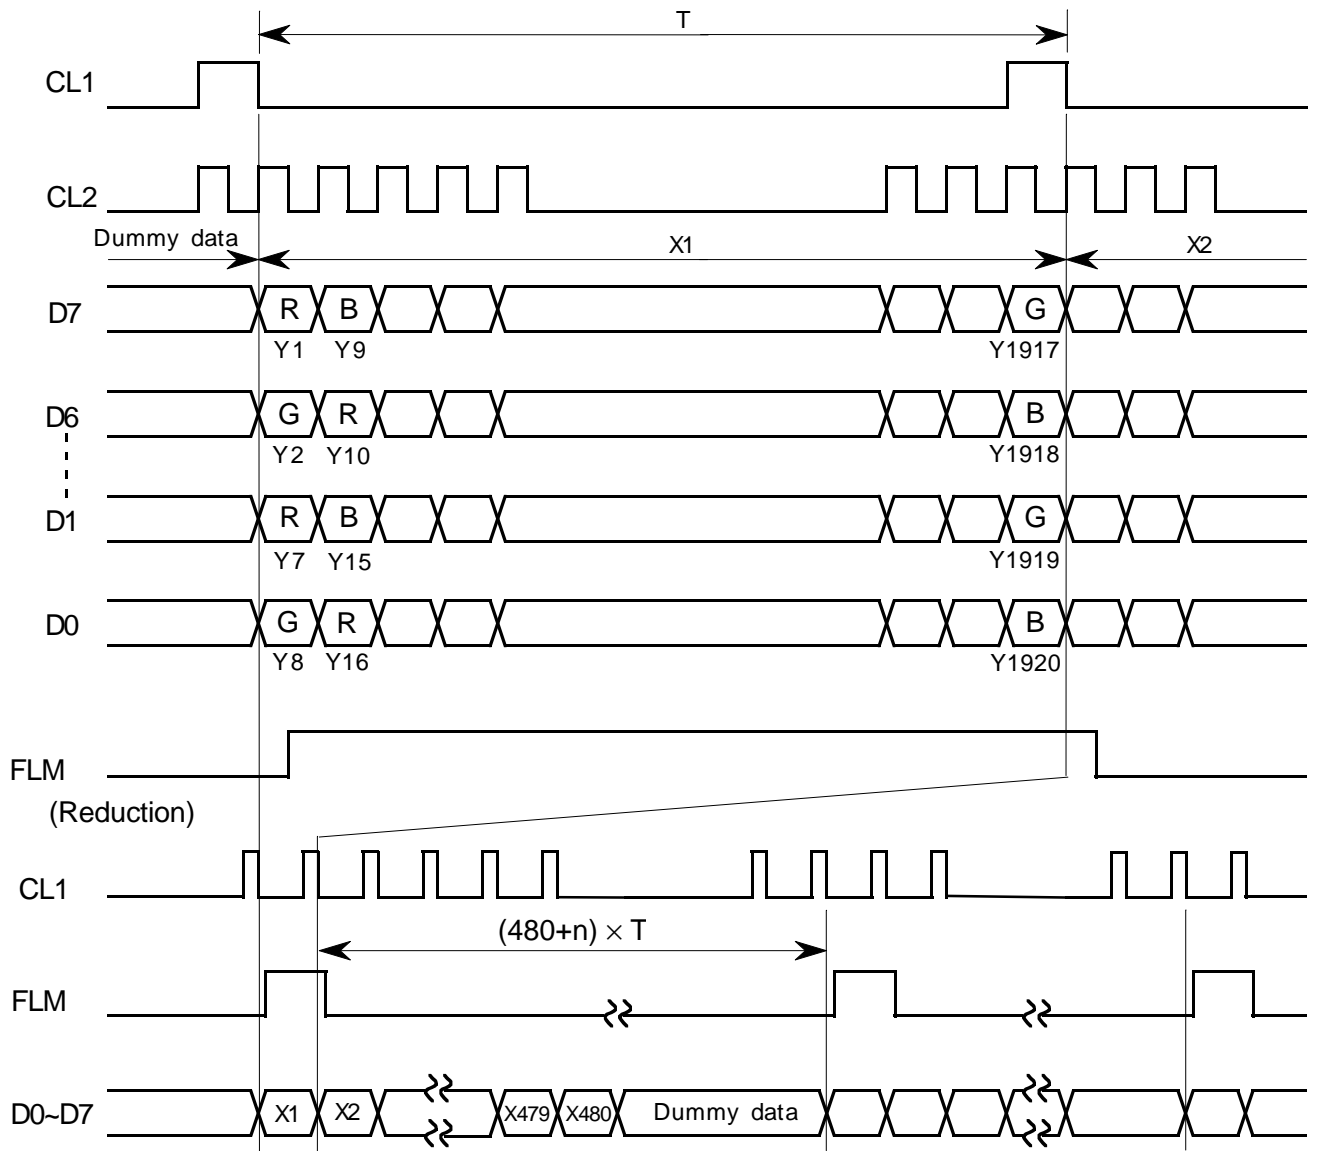 T
CL1
CL2
Dummy data
X1
X2
D7
R
B
G
Y1
Y9
Y1917
D6
G
R
B
Y2
Y10
Y1918
D1
R
B
G
Y7
Y15
Y1919
D0
G
R
B
Y8
Y16
Y1920
FLM
(Reduction)
CL1
(480+n) × T
FLM
D0~D7
X1
X2
X479
X480
Dummy data